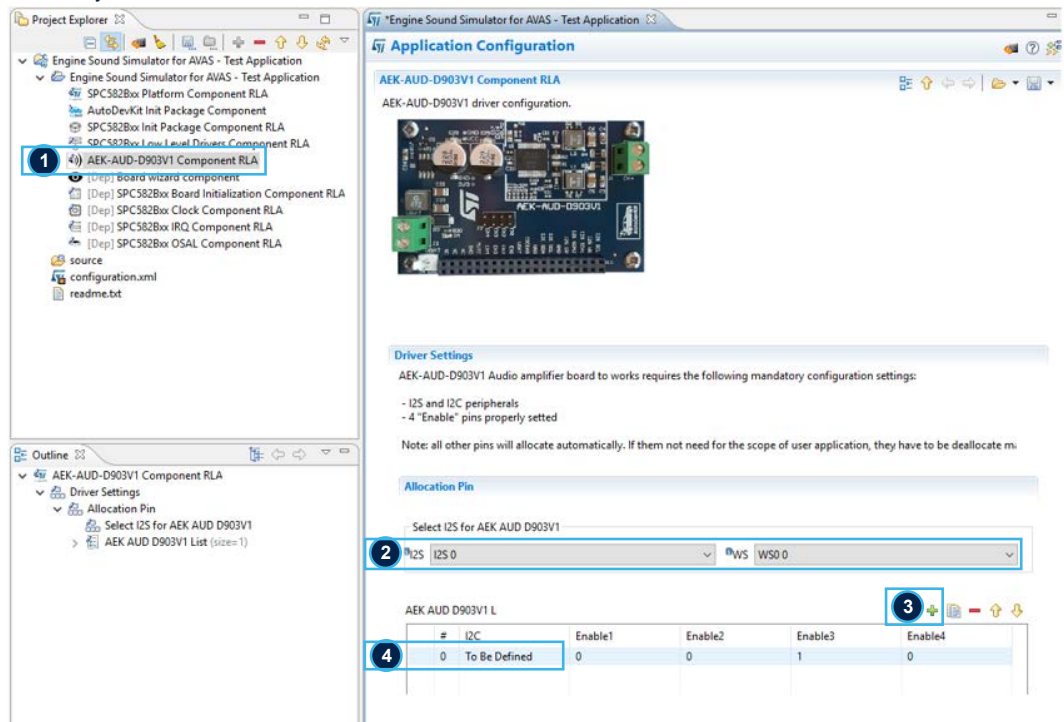 Project Explorer
Engine Sound Simulator for AVAS - Test Application
Engine Sound Simulator for AVAS - Test Application
SPC582Bxx Platform Component RLA
AutoDevKit Init Package Component
SPC582Bxx Init Package Component RLA
SPC582Bxx Low Level Drivers Component RLA
1
AEK-AUD-D903V1 Component RLA
[Dep] Board wizard component
[Dep] SPC582Bxx Board Initialization Component RLA
[Dep] SPC582Bxx Clock Component RLA
[Dep] SPC582Bxx IRQ Component RLA
[Dep] SPC582Bxx OSAL Component RLA
source
configuration.xml
readme.txt
Outline
AEK-AUD-D903V1 Component RLA
Driver Settings
Allocation Pin
Select I2S for AEK AUD D903V1
AEK AUD D903V1 List (size=1)
*Engine Sound Simulator for AVAS - Test Application
Application Configuration
AEK-AUD-D903V1 Component RLA
AEK-AUD-D903V1 driver configuration.
AEK-AUD-D903V1
Driver Settings
AEK-AUD-D903V1 Audio amplifier board to works requires the following mandatory configuration settings:
- I2S and I2C peripherals
- 4 "Enable" pins properly setted
Note: all other pins will allocate automatically. If them not need for the scope of user application, they have to be deallocate ma
Allocation Pin
Select I2S for AEK AUD D903V1
2 I2S I2S 0 WS WS0 0
AEK AUD D903V1 L
3
# I2C Enable1 Enable2 Enable3 Enable4
4 0 To Be Defined 0 0 1 0